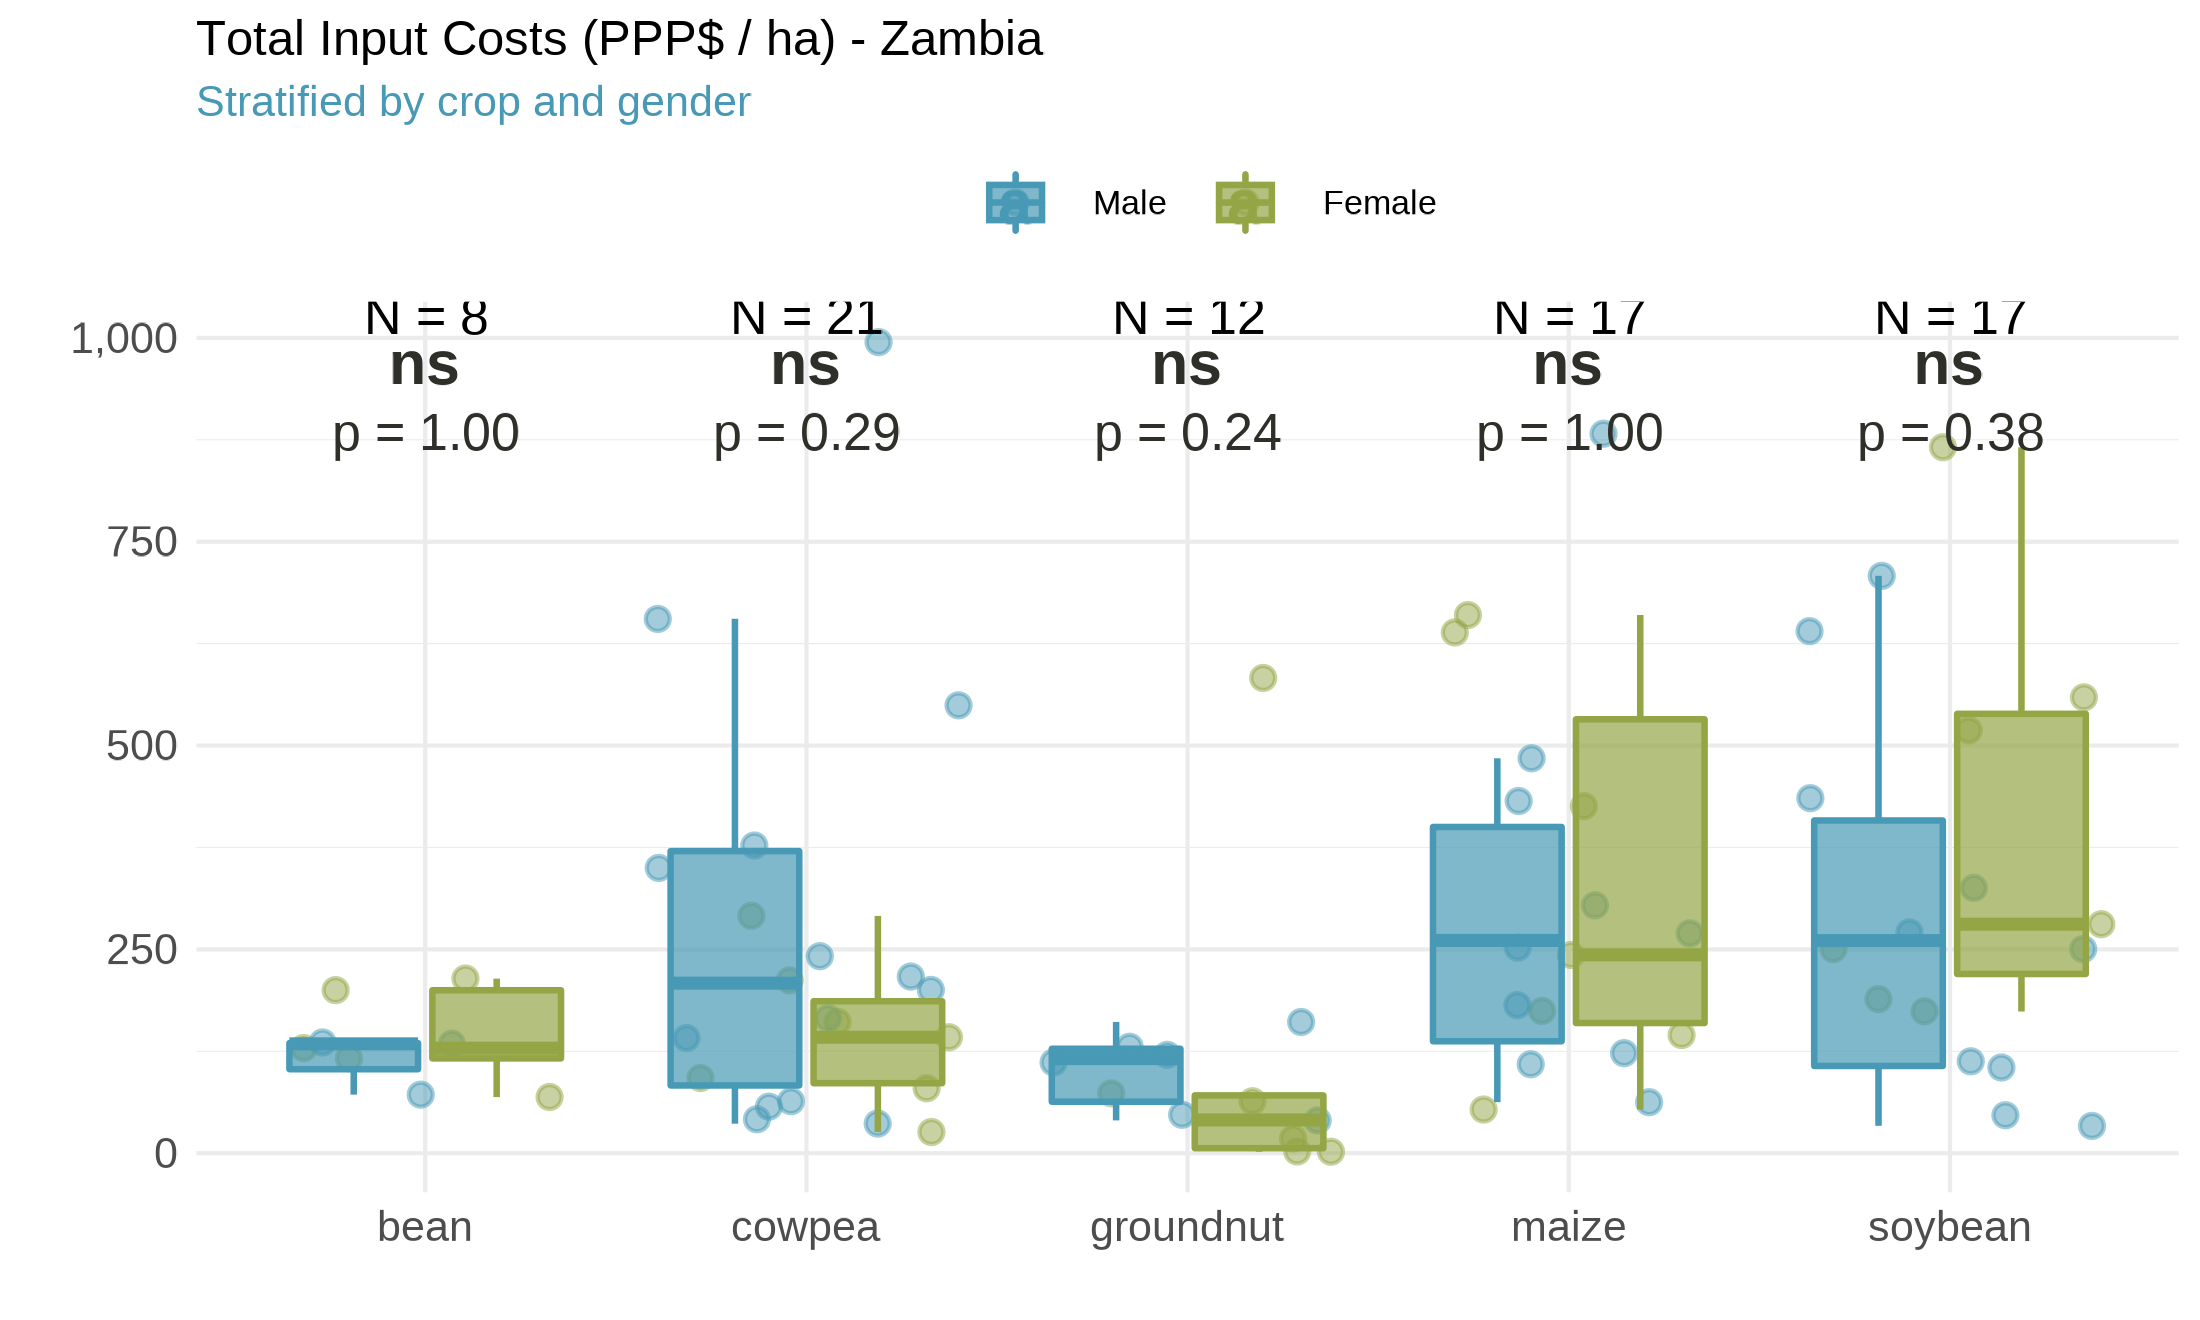 Total Input Costs (PPP$ / ha) - Zambia
Stratified by crop and gender
Male Female
N = 8 N = 21 N = 12 N = 17 N = 17
1,000
ns ns ns ns ns
p = 1.00 p = 0.29 p = 0.24 p = 1.00 p = 0.38
750
500
250
0
bean cowpea groundnut maize soybean